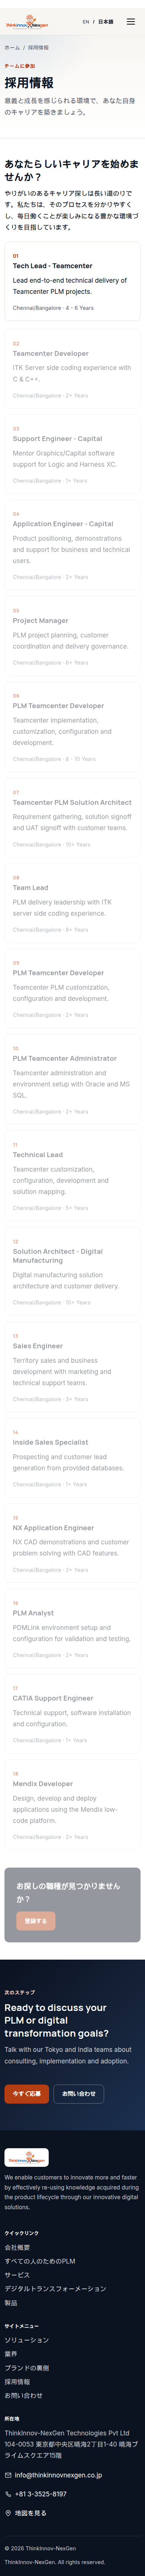 ThinkInnov-NexGen
EN / 日本語
ホーム / 採用情報
チームに参加
採用情報
意義と成長を感じられる環境で、あなた自身
のキャリアを築きましょう。
あなたらしいキャリアを始めま
せんか？
やりがいのあるキャリア探しは長い道のりで
す。私たちは、そのプロセスを分かりやすく
し、毎日働くことが楽しみになる豊かな環境づ
くりを目指しています。
01
Tech Lead - Teamcenter
Lead end-to-end technical delivery of
Teamcenter PLM projects.
Chennai/Bangalore · 4 - 6 Years
02
Teamcenter Developer
ITK Server side coding experience with
C & C++.
Chennai/Bangalore · 2+ Years
03
Support Engineer - Capital
Mentor Graphics/Capital software
support for Logic and Harness XC.
Chennai/Bangalore · 1+ Years
04
Application Engineer - Capital
Product positioning, demonstrations
and support for business and technical
users.
Chennai/Bangalore · 2+ Years
05
Project Manager
PLM project planning, customer
coordination and delivery governance.
Chennai/Bangalore · 6+ Years
06
PLM Teamcenter Developer
Teamcenter implementation,
customization, configuration and
development.
Chennai/Bangalore · 8 - 10 Years
07
Teamcenter PLM Solution Architect
Requirement gathering, solution signoff
and UAT signoff with customer teams.
Chennai/Bangalore · 10+ Years
08
Team Lead
PLM delivery leadership with ITK
server side coding experience.
Chennai/Bangalore · 8+ Years
09
PLM Teamcenter Developer
Teamcenter PLM customization,
configuration and development.
Chennai/Bangalore · 2+ Years
10
PLM Teamcenter Administrator
Teamcenter administration and
environment setup with Oracle and MS
SQL.
Chennai/Bangalore · 2+ Years
11
Technical Lead
Teamcenter customization,
configuration, development and
solution mapping.
Chennai/Bangalore · 5+ Years
12
Solution Architect - Digital
Manufacturing
Digital manufacturing solution
architecture and customer delivery.
Chennai/Bangalore · 10+ Years
13
Sales Engineer
Territory sales and business
development with marketing and
technical support teams.
Chennai/Bangalore · 3+ Years
14
Inside Sales Specialist
Prospecting and customer lead
generation from provided databases.
Chennai/Bangalore · 1+ Years
15
NX Application Engineer
NX CAD demonstrations and customer
problem solving with CAD features.
Chennai/Bangalore · 2+ Years
16
PLM Analyst
PDMLink environment setup and
configuration for validation and testing.
Chennai/Bangalore · 2+ Years
17
CATIA Support Engineer
Technical support, software installation
and configuration.
Chennai/Bangalore · 1+ Years
18
Mendix Developer
Design, develop and deploy
applications using the Mendix low-
code platform.
Chennai/Bangalore · 2+ Years
お探しの職種が見つかりません
か？
登録する
次のステップ
Ready to discuss your
PLM or digital
transformation goals?
Talk with our Tokyo and India teams about
consulting, implementation and adoption.
今すぐ応募
お問い合わせ
ThinkInnov-NexGen
We enable customers to innovate more and faster
by effectively re-using knowledge acquired during
the product lifecycle through our innovative digital
solutions.
クイックリンク
会社概要
すべての人のためのPLM
サービス
デジタルトランスフォーメーション
製品
サイトメニュー
ソリューション
業界
ブランドの裏側
採用情報
お問い合わせ
所在地
ThinkInnov-NexGen Technologies Pvt Ltd
104-0053 東京都中央区晴海2丁目1-40 晴海プ
ライムスクエア15階
info@thinkinnovnexgen.co.jp
+81 3-3525-8197
地図を見る
© 2026 ThinkInnov-NexGen
ThinkInnov-NexGen. All rights reserved.